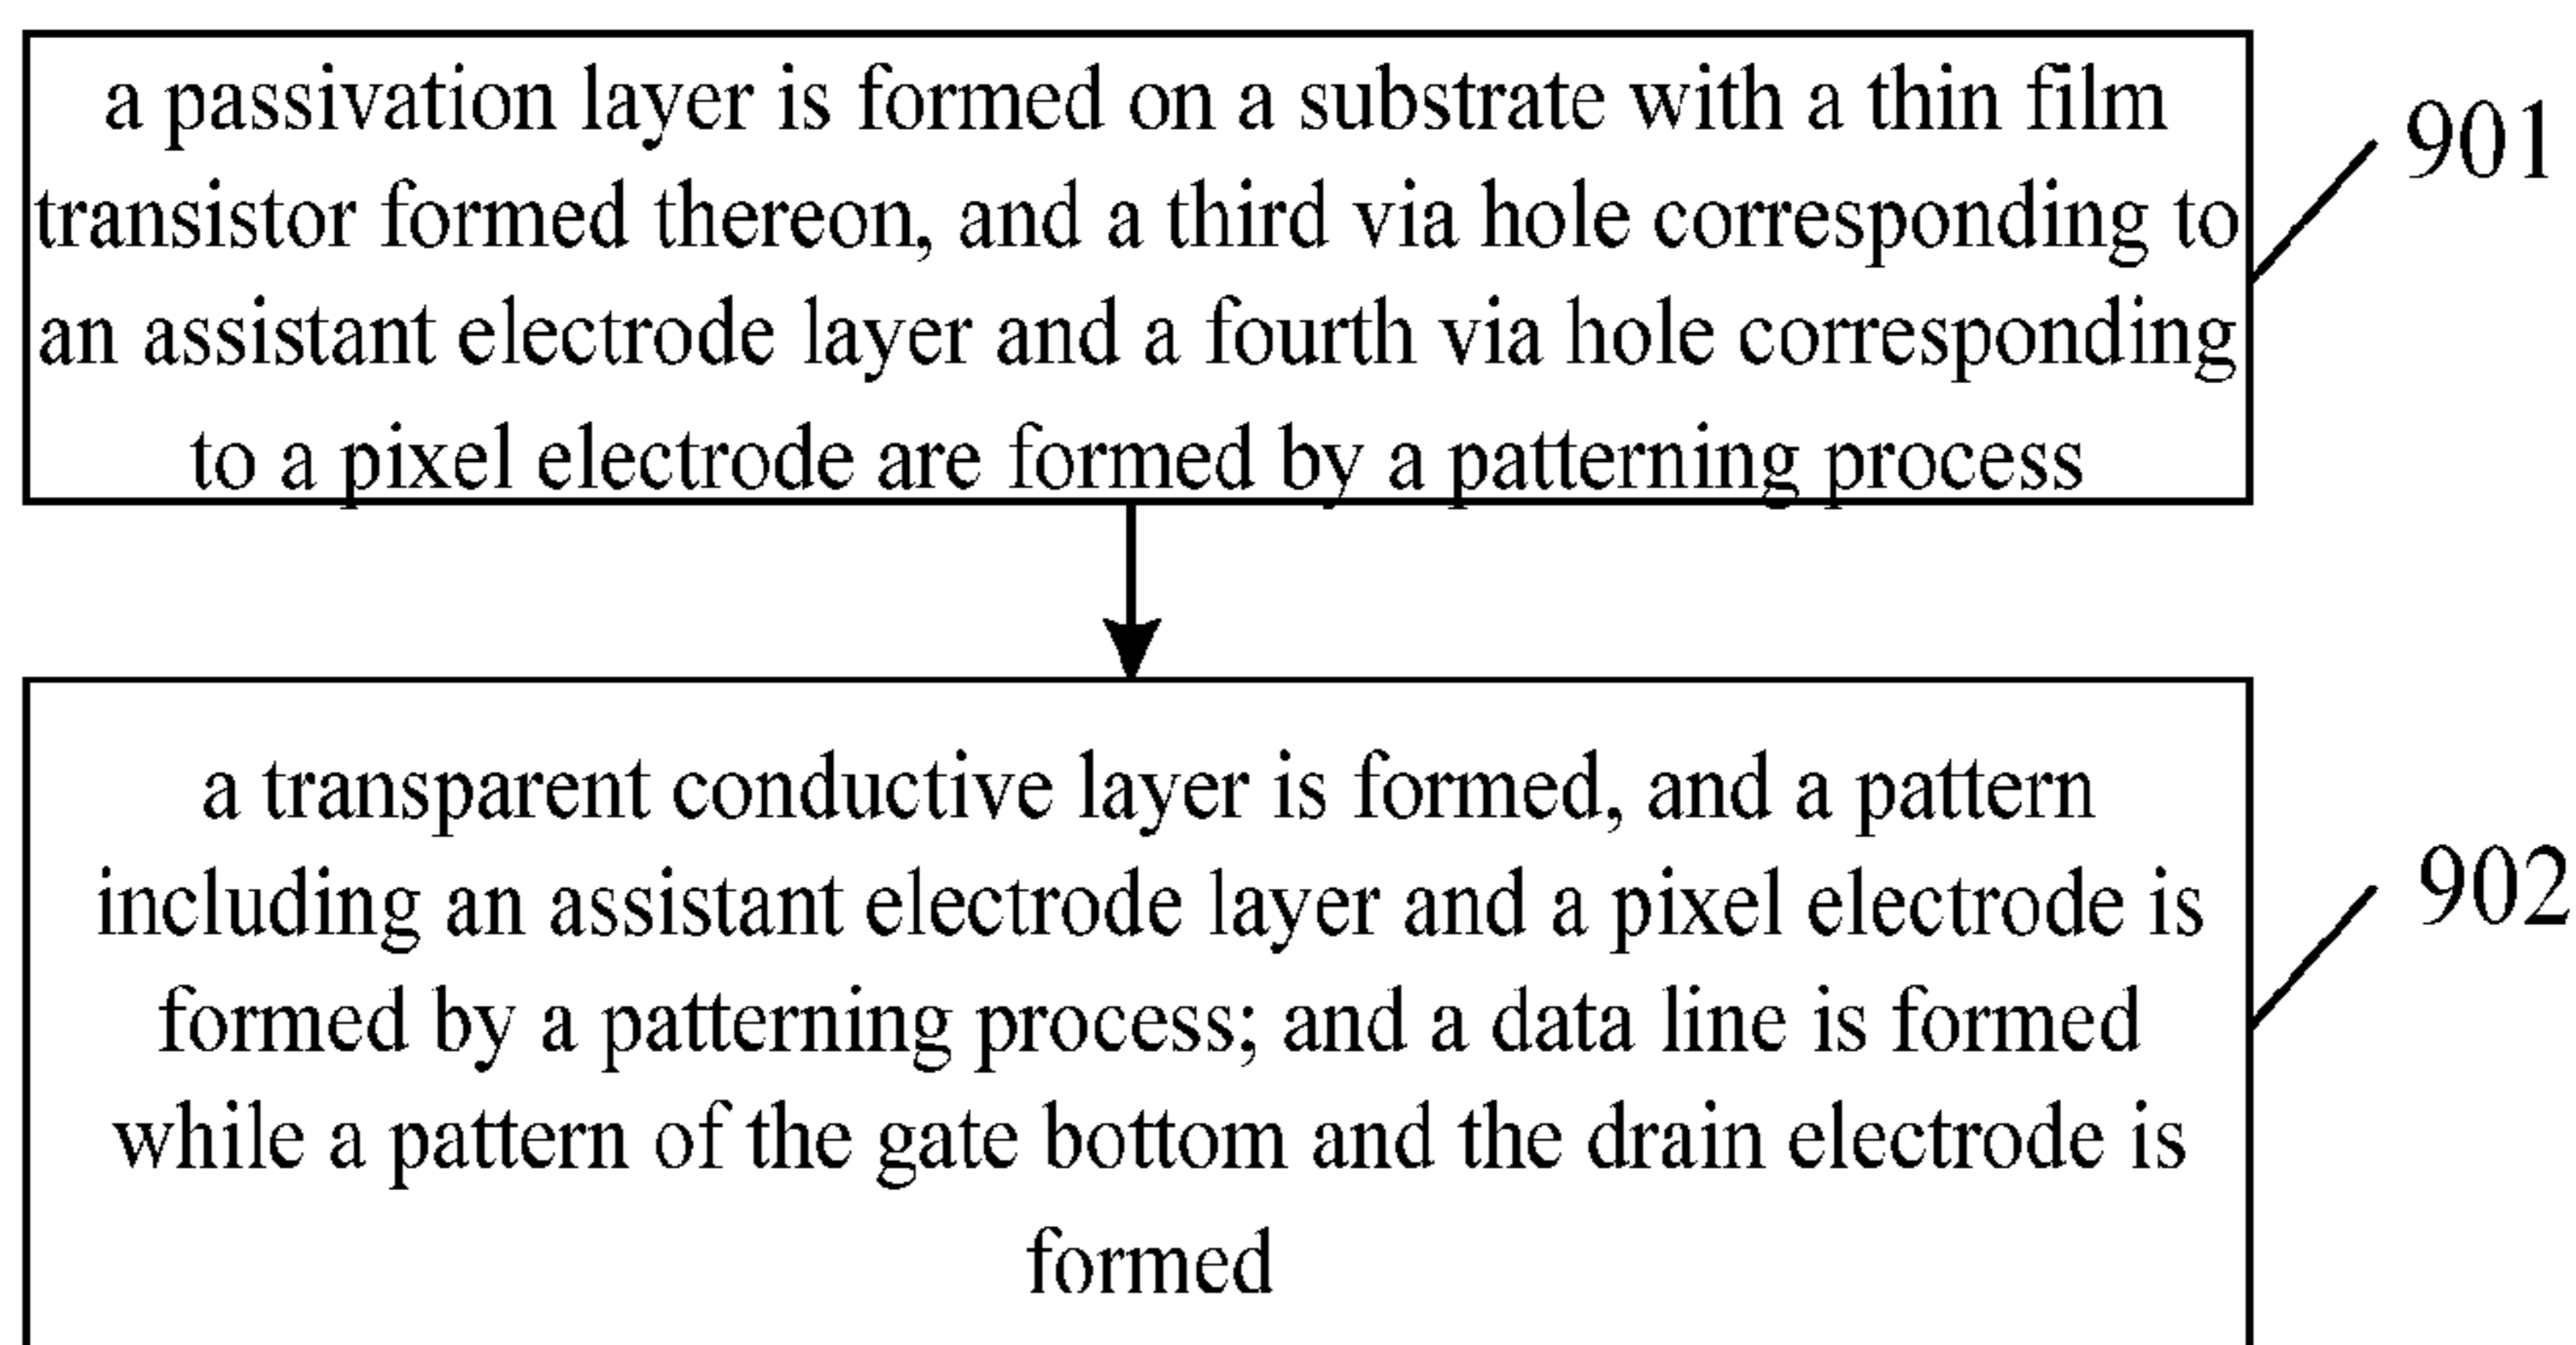 a passivation layer is formed on a substrate with a thin film
transistor formed thereon, and a third via hole corresponding to
an assistant electrode layer and a fourth via hole corresponding
to a pixel electrode are formed by a patterning process
901
a transparent conductive layer is formed, and a pattern
including an assistant electrode layer and a pixel electrode is
formed by a patterning process; and a data line is formed
while a pattern of the gate bottom and the drain electrode is
formed
902